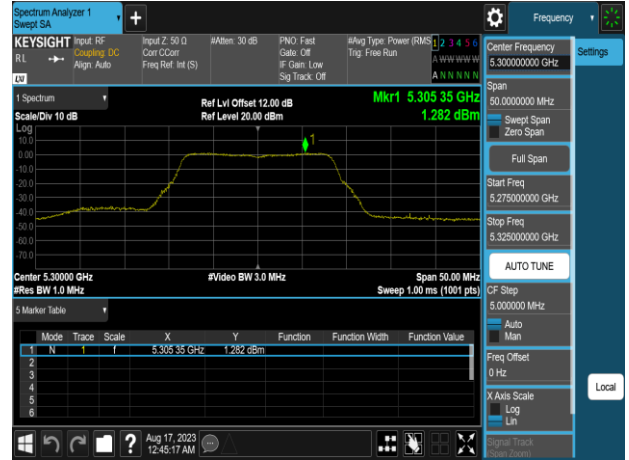 Spectrum Analyzer 1
Swept SA
Frequency
KEYSIGHT
Input: RF
Input Z: 50 Ω
#Atten: 30 dB
PNO: Fast
#Avg Type: Power (RMS
1 2 3 4 5 6
RL
Coupling: DC
Corr CCorr
Gate: Off
Trig: Free Run
Align: Auto
Freq Ref: Int (S)
IF Gain: Low
A WW WW W
Sig Track: Off
A N N N N N
LXI
Center Frequency
5.300000000 GHz
Settings
Span
50.0000000 MHz
Swept Span
Zero Span
Full Span
Start Freq
5.275000000 GHz
Stop Freq
5.325000000 GHz
AUTO TUNE
CF Step
5.000000 MHz
Auto
Man
Freq Offset
0 Hz
X Axis Scale
Log
Lin
Signal Track
(Span Zoom)
Local
1 Spectrum
Ref Lvl Offset 12.00 dB
Mkr1 5.305 35 GHz
Scale/Div 10 dB
Ref Level 20.00 dBm
1.282 dBm
Log
10.0
0.00
-10.0
-20.0
-30.0
-40.0
-50.0
-60.0
-70.0
1
Center 5.30000 GHz
#Video BW 3.0 MHz
Span 50.00 MHz
#Res BW 1.0 MHz
Sweep 1.00 ms (1001 pts)
5 Marker Table
Mode Trace Scale X Y Function Function Width Function Value
1 N 1 f 5.305 35 GHz 1.282 dBm
2
3
4
5
6
?
Aug 17, 2023
12:45:17 AM